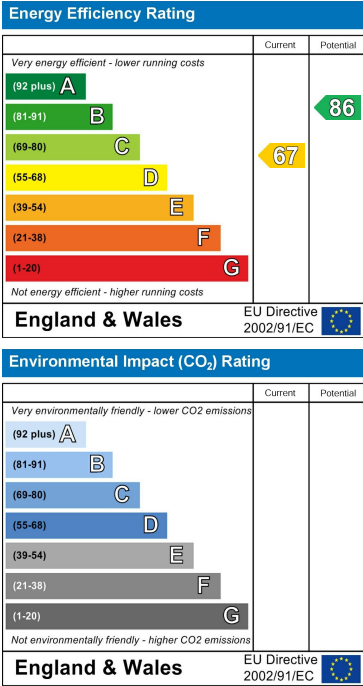 Energy Efficiency Rating
Current Potential
Very energy efficient - lower running costs
(92 plus) A
(81-91) B
(69-80) C
(55-68) D
(39-54) E
(21-38) F
(1-20) G
67
86
Not energy efficient - higher running costs
England & Wales
EU Directive
2002/91/EC
Environmental Impact (CO₂) Rating
Current Potential
Very environmentally friendly - lower CO2 emissions
(92 plus) A
(81-91) B
(69-80) C
(55-68) D
(39-54) E
(21-38) F
(1-20) G
Not environmentally friendly - higher CO2 emissions
England & Wales
EU Directive
2002/91/EC